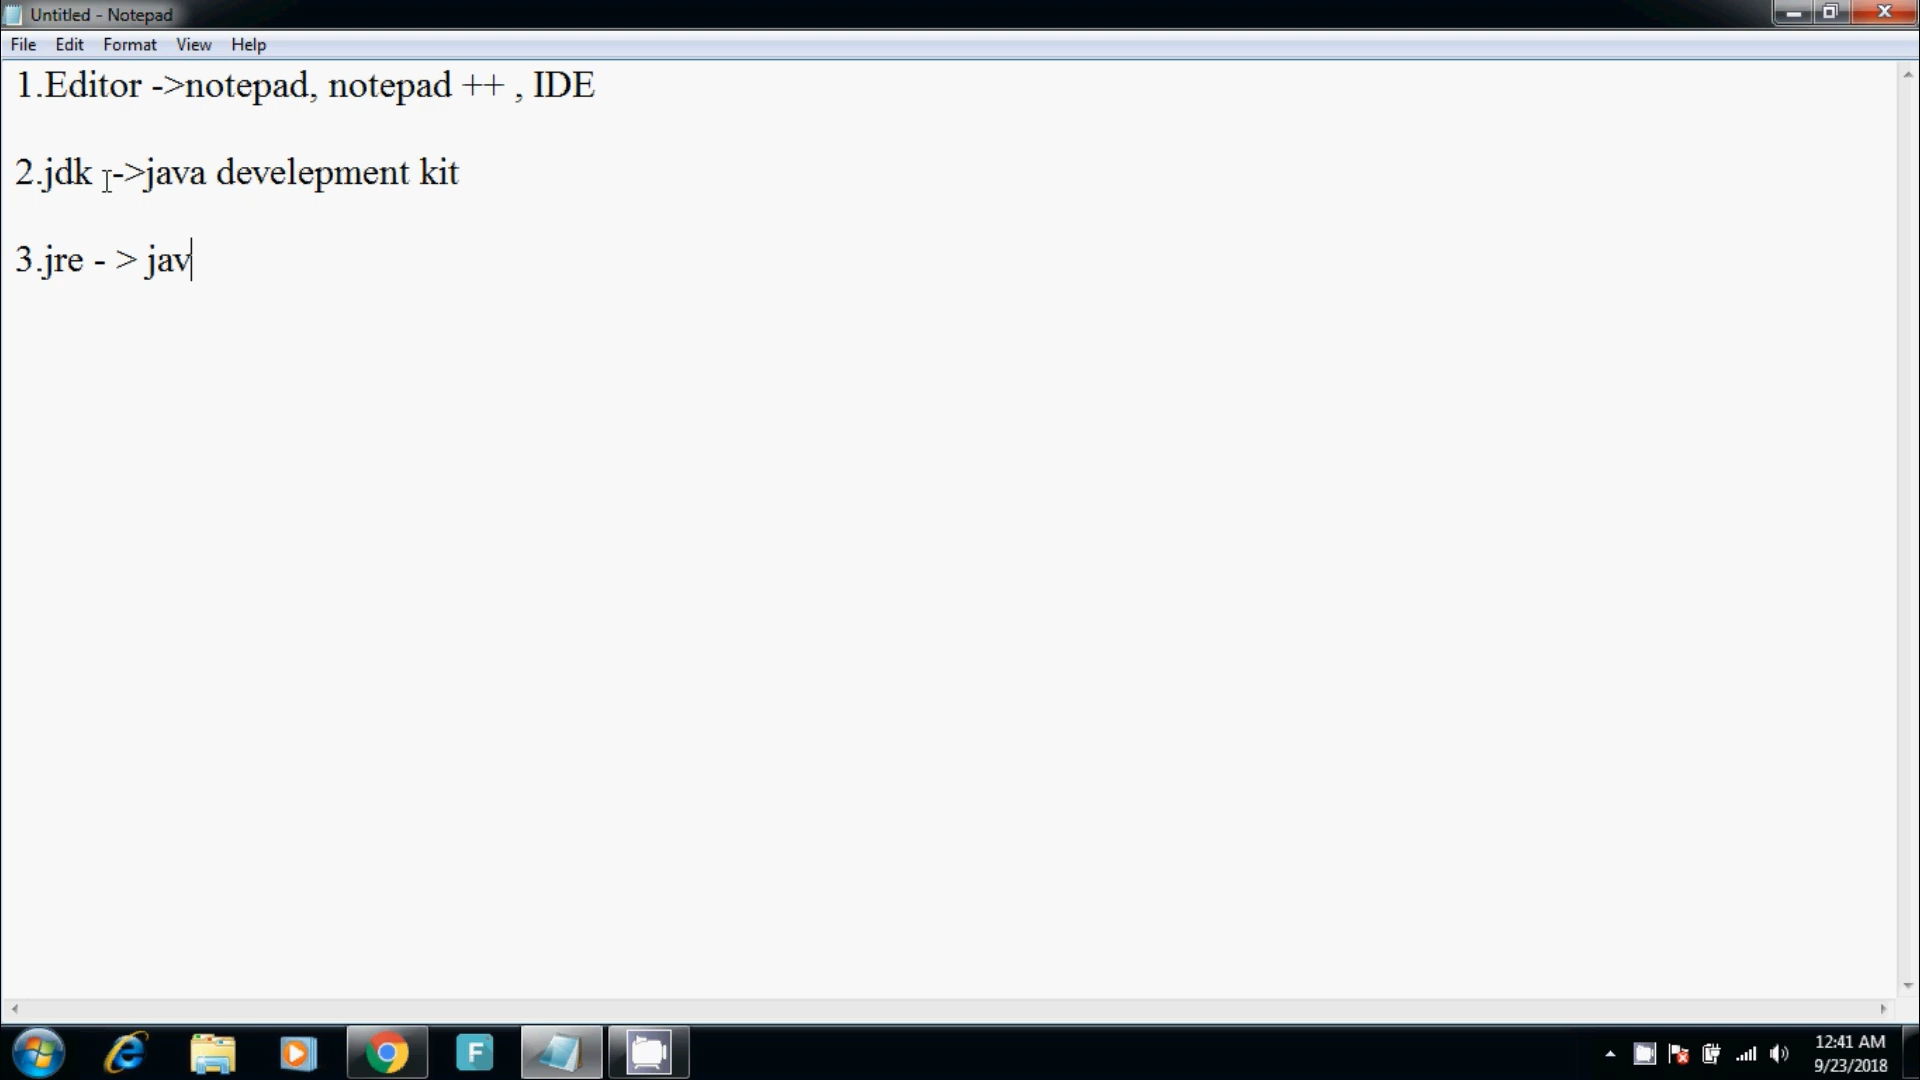 Untitled - Notepad
File Edit Format View Help
1.Editor ->notepad, notepad ++ , IDE
2.jdk ->java develepment kit
3.jre - > jav
F
12:41 AM
9/23/2018